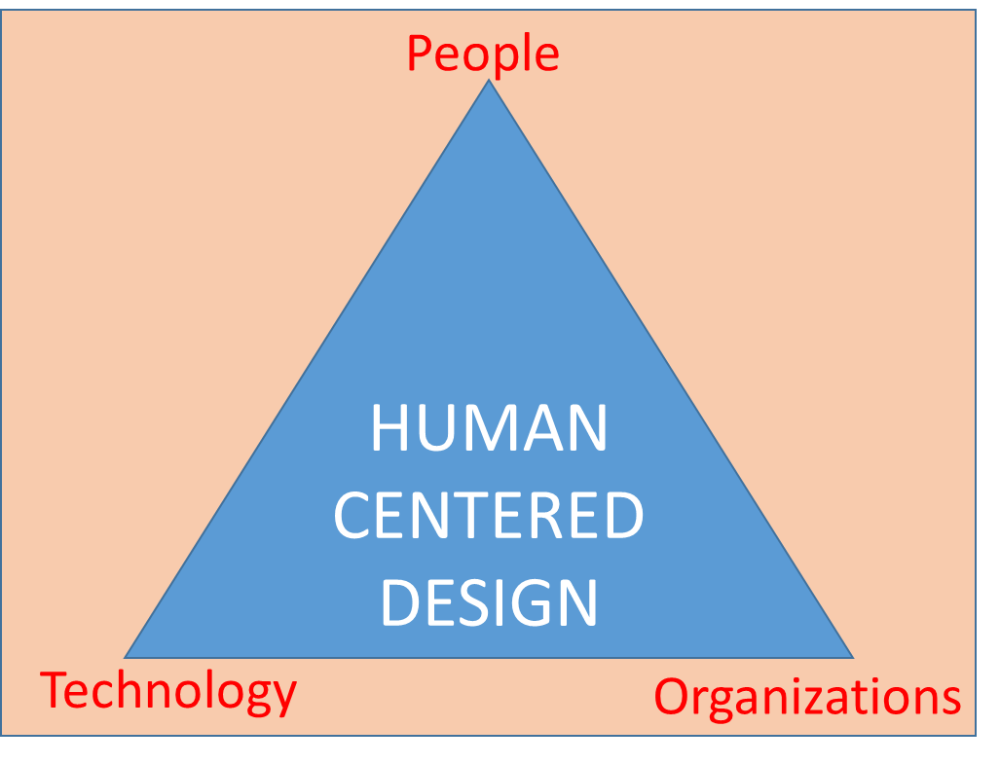 People
HUMAN
CENTERED
DESIGN
Technology
Organizations